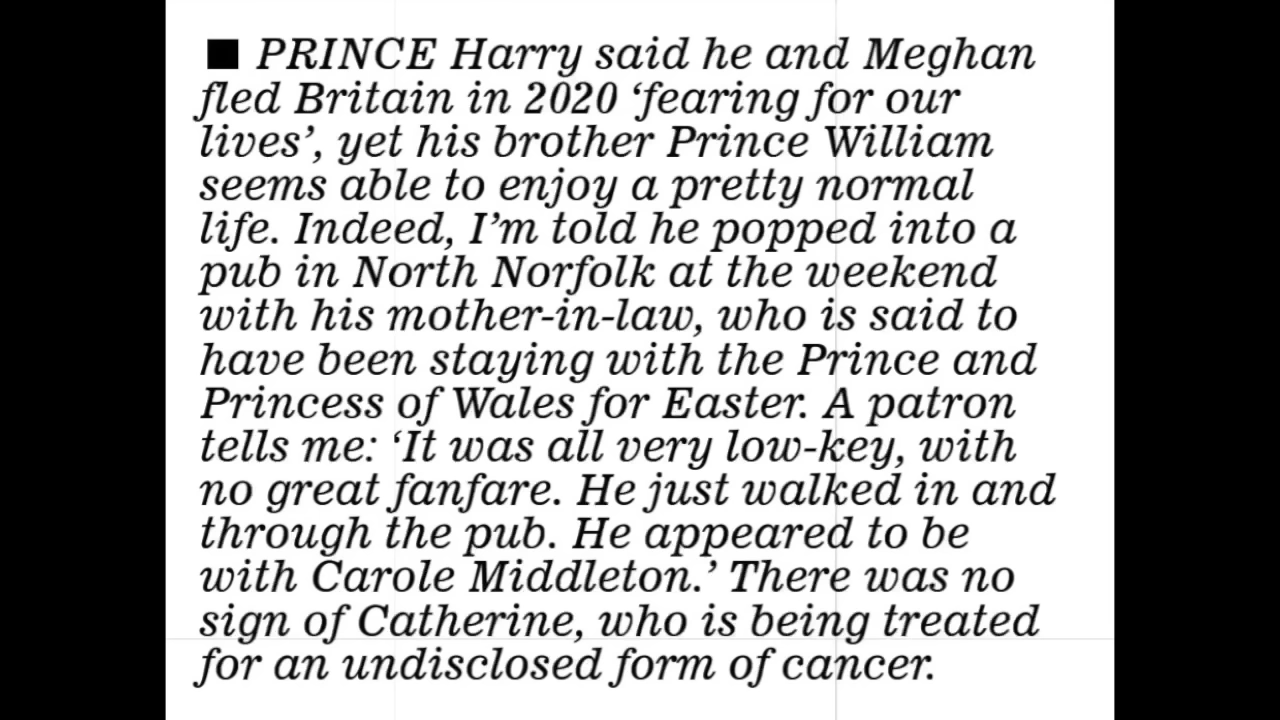 ■ PRINCE Harry said he and Meghan
fled Britain in 2020 ‘fearing for our
lives’, yet his brother Prince William
seems able to enjoy a pretty normal
life. Indeed, I’m told he popped into a
pub in North Norfolk at the weekend
with his mother-in-law, who is said to
have been staying with the Prince and
Princess of Wales for Easter. A patron
tells me: ‘It was all very low-key, with
no great fanfare. He just walked in and
through the pub. He appeared to be
with Carole Middleton.’ There was no
sign of Catherine, who is being treated
for an undisclosed form of cancer.